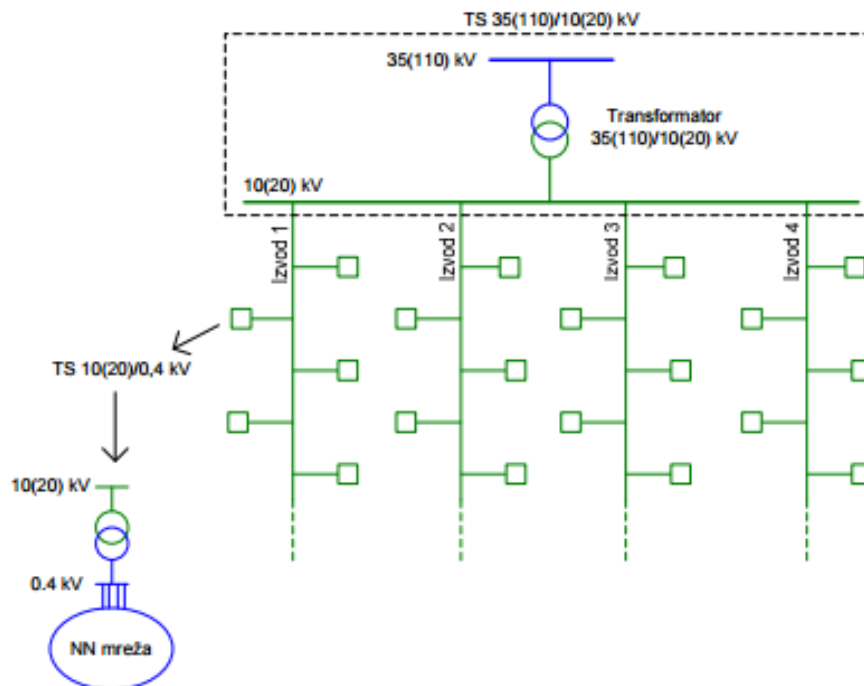 TS 35(110)/10(20) kV
35(110) kV
Transformator
35(110)/10(20) kV
10(20) kV
Izvod 1
Izvod 2
Izvod 3
Izvod 4
TS 10(20)/0,4 kV
10(20) kV
0.4 kV
NN mreža